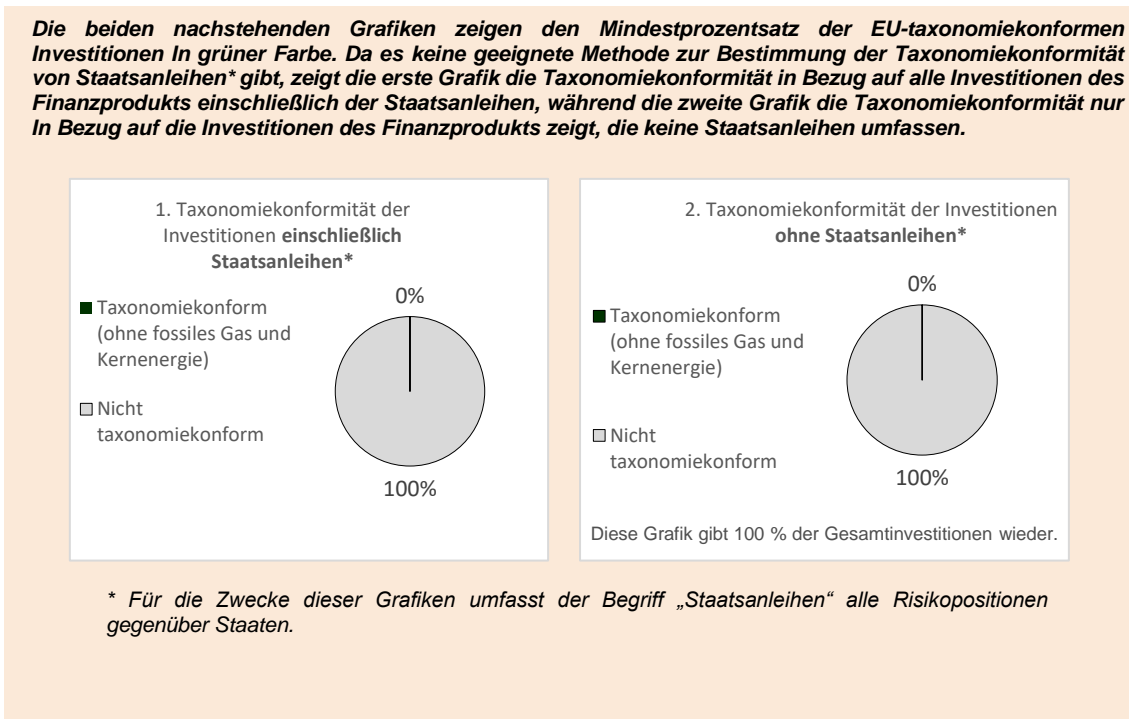 Die beiden nachstehenden Grafiken zeigen den Mindestprozentsatz der EU-taxonomiekonformen
Investitionen In grüner Farbe. Da es keine geeignete Methode zur Bestimmung der Taxonomiekonformität
von Staatsanleihen* gibt, zeigt die erste Grafik die Taxonomiekonformität in Bezug auf alle Investitionen des
Finanzprodukts einschließlich der Staatsanleihen, während die zweite Grafik die Taxonomiekonformität nur
In Bezug auf die Investitionen des Finanzprodukts zeigt, die keine Staatsanleihen umfassen.
1. Taxonomiekonformität der
Investitionen einschließlich
Staatsanleihen*
0%
Taxonomiekonform
(ohne fossiles Gas und
Kernenergie)
Nicht
taxonomiekonform
100%
2. Taxonomiekonformität der Investitionen
ohne Staatsanleihen*
0%
Taxonomiekonform
(ohne fossiles Gas und
Kernenergie)
Nicht
taxonomiekonform
100%
Diese Grafik gibt 100 % der Gesamtinvestitionen wieder.
* Für die Zwecke dieser Grafiken umfasst der Begriff „Staatsanleihen“ alle Risikopositionen
gegenüber Staaten.